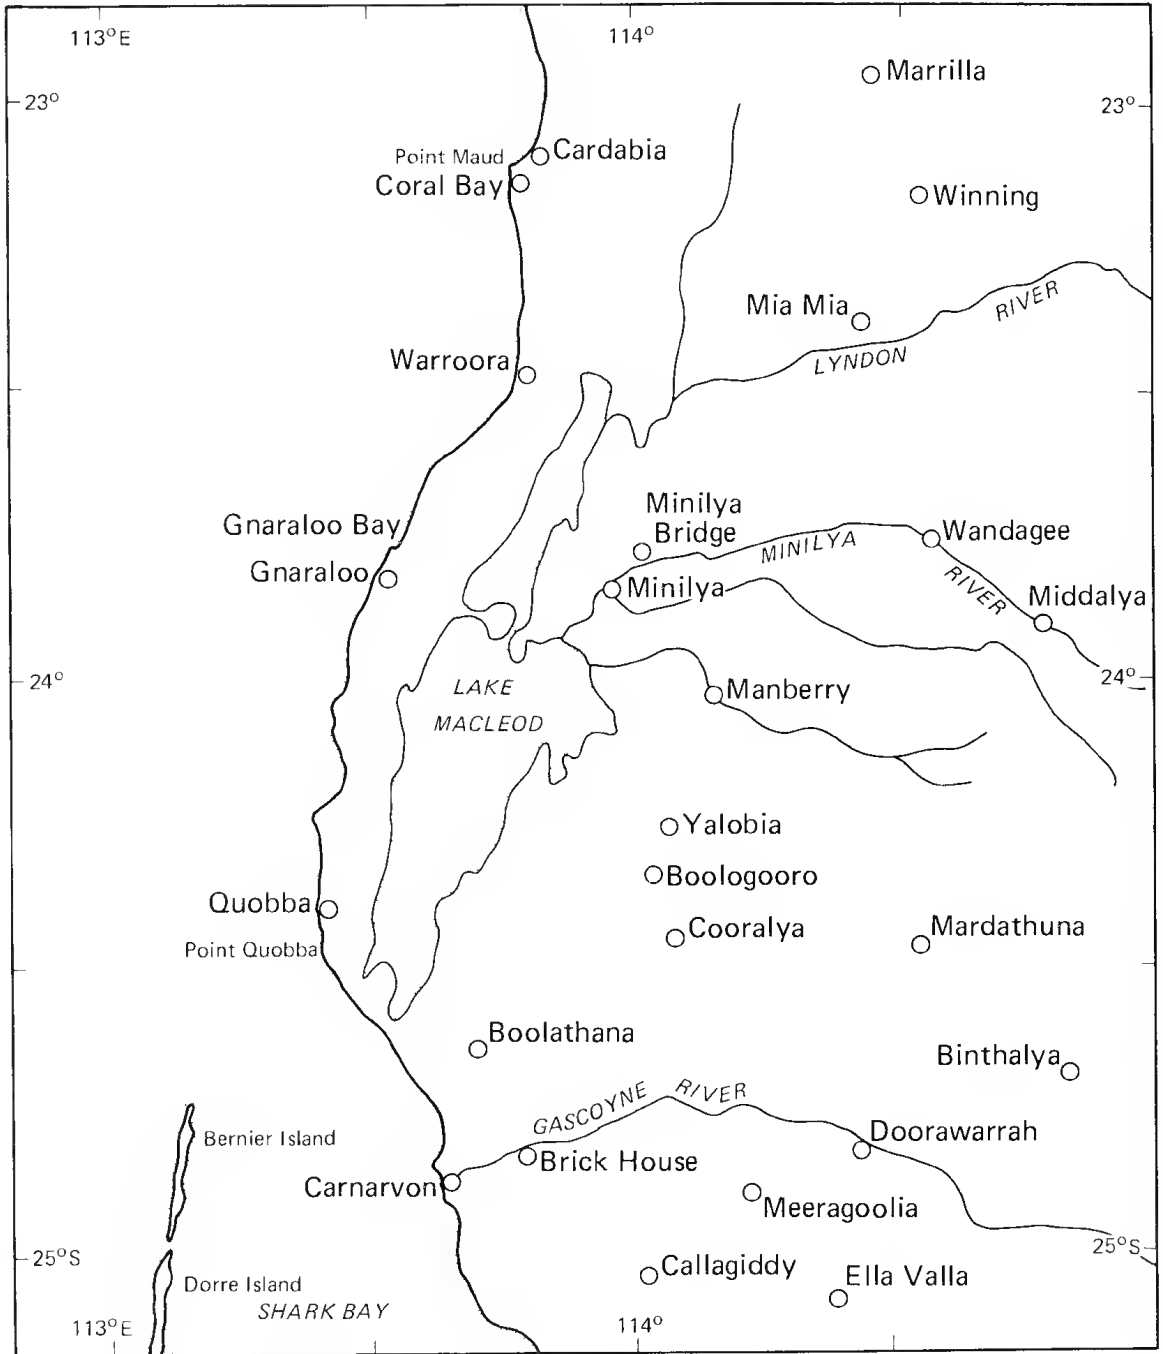 113°E
114°
Marrilla
23°
23°
Point Maud
Cardabia
Coral Bay
Winning
Mia Mia
RIVER
LYNDON
Warroora
Minilya
Bridge
Gnaraloo Bay
MINILYA
Wandagee
Gnaraloo
Minilya
RIVER
Middalya
24°
24°
LAKE
MACLEOD
Manberry
Yalobia
Boologooro
Quobba
Cooralya
Mardathuna
Point Quobba
Boolathana
Binthalya
GASCOYNE RIVER
Bernier Island
Doorawarrah
Brick House
Carnarvon
Meeragoolia
25°S
25°S
Callagiddy
Ella Valla
Dorre Island
SHARK BAY
113°E
114°